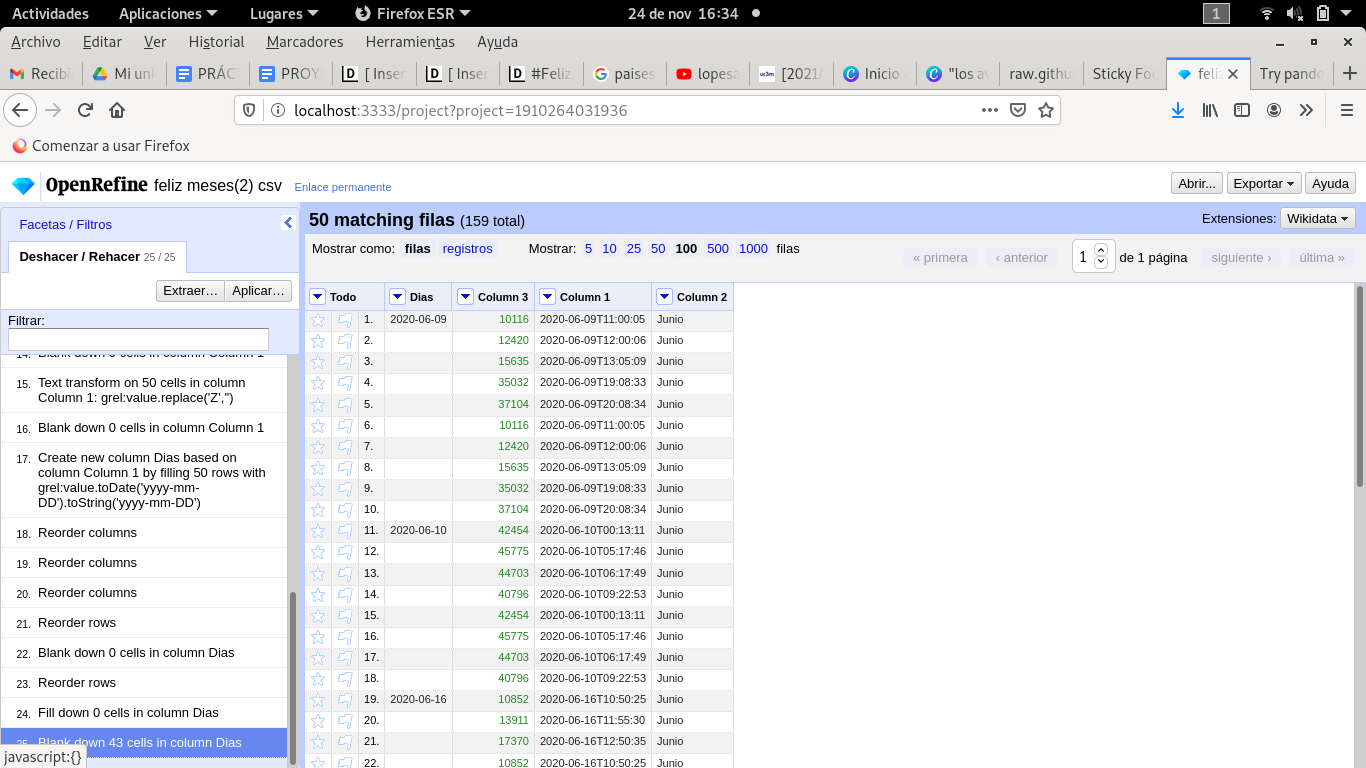 Actividades Aplicaciones Lugares Firefox ESR 24 de nov 16:34 1
Archivo Editar Ver Historial Marcadores Herramientas Ayuda
Recibi Mi uni PRÁC PROY [ Inser [ Inser #Feliz paises lopesa [2021/ Inicio - "los av raw.githu Sticky Foo feliz Try panda
localhost:3333/project?project=1910264031936
Comenzar a usar Firefox
OpenRefine feliz meses(2) csv Enlace permanente Abrir... Exportar Ayuda
Facetas / Filtros
Deshacer / Rehacer 25 / 25
Extraer… Aplicar…
Filtrar:
14. Blank down 0 cells in column Column 1
15. Text transform on 50 cells in column
Column 1: grel:value.replace('Z','')
16. Blank down 0 cells in column Column 1
17. Create new column Dias based on
column Column 1 by filling 50 rows with
grel:value.toDate('yyyy-mm-
DD').toString('yyyy-mm-DD')
18. Reorder columns
19. Reorder columns
20. Reorder columns
21. Reorder rows
22. Blank down 0 cells in column Dias
23. Reorder rows
24. Fill down 0 cells in column Dias
25. Blank down 43 cells in column Dias
javascript:{}
50 matching filas (159 total) Extensiones: Wikidata
Mostrar como: filas registros Mostrar: 5 10 25 50 100 500 1000 filas « primera ‹ anterior 1 de 1 página siguiente › última »
Todo Dias Column 3 Column 1 Column 2
1. 2020-06-09 10116 2020-06-09T11:00:05 Junio
2. 12420 2020-06-09T12:00:06 Junio
3. 15635 2020-06-09T13:05:09 Junio
4. 35032 2020-06-09T19:08:33 Junio
5. 37104 2020-06-09T20:08:34 Junio
6. 10116 2020-06-09T11:00:05 Junio
7. 12420 2020-06-09T12:00:06 Junio
8. 15635 2020-06-09T13:05:09 Junio
9. 35032 2020-06-09T19:08:33 Junio
10. 37104 2020-06-09T20:08:34 Junio
11. 2020-06-10 42454 2020-06-10T00:13:11 Junio
12. 45775 2020-06-10T05:17:46 Junio
13. 44703 2020-06-10T06:17:49 Junio
14. 40796 2020-06-10T09:22:53 Junio
15. 42454 2020-06-10T00:13:11 Junio
16. 45775 2020-06-10T05:17:46 Junio
17. 44703 2020-06-10T06:17:49 Junio
18. 40796 2020-06-10T09:22:53 Junio
19. 2020-06-16 10852 2020-06-16T10:50:25 Junio
20. 13911 2020-06-16T11:55:30 Junio
21. 17370 2020-06-16T12:50:35 Junio
22. 10852 2020-06-16T10:50:25 Junio